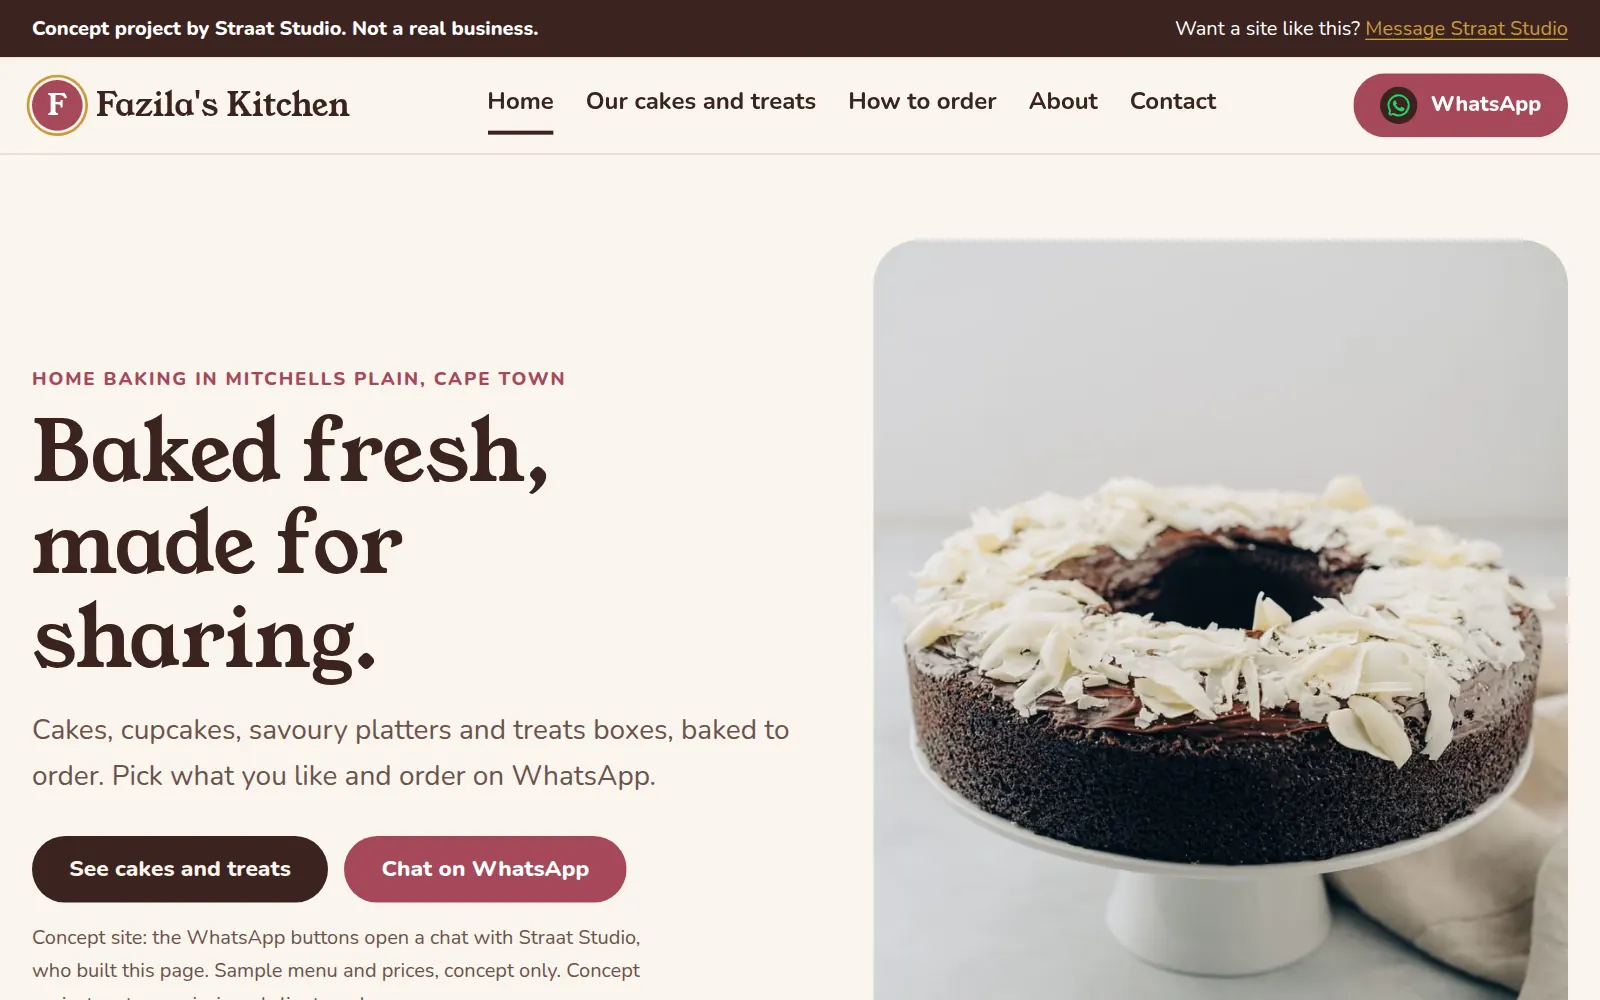 Concept project by Straat Studio. Not a real business.
Want a site like this? Message Straat Studio
F
Fazila's Kitchen
Home
Our cakes and treats
How to order
About
Contact
WhatsApp
HOME BAKING IN MITCHELLS PLAIN, CAPE TOWN
Baked fresh,
made for
sharing.
Cakes, cupcakes, savoury platters and treats boxes, baked to
order. Pick what you like and order on WhatsApp.
See cakes and treats
Chat on WhatsApp
Concept site: the WhatsApp buttons open a chat with Straat Studio,
who built this page. Sample menu and prices, concept only. Concept